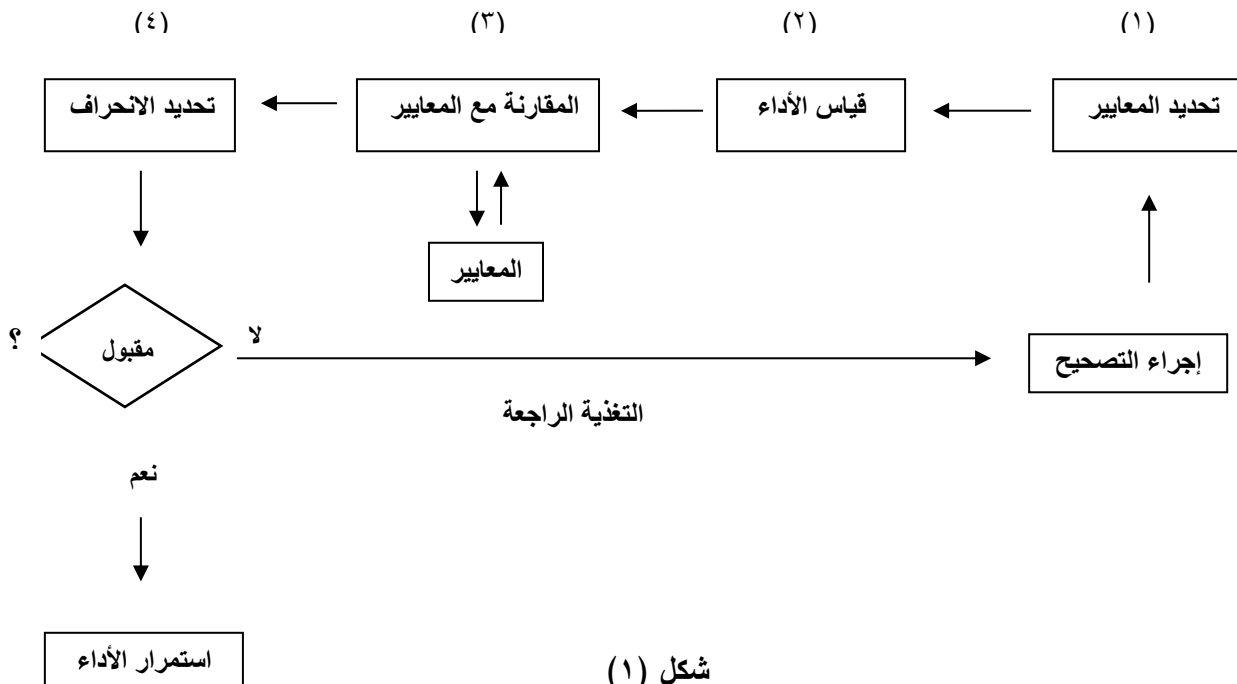 (١) (٢) (٣) (٤)
تحديد المعايير
قياس الأداء
المقارنة مع المعايير
تحديد الانحراف
المعايير
مقبول
؟
لا
إجراء التصحيح
التغذية الراجعة
نعم
استمرار الأداء
شكل (١)